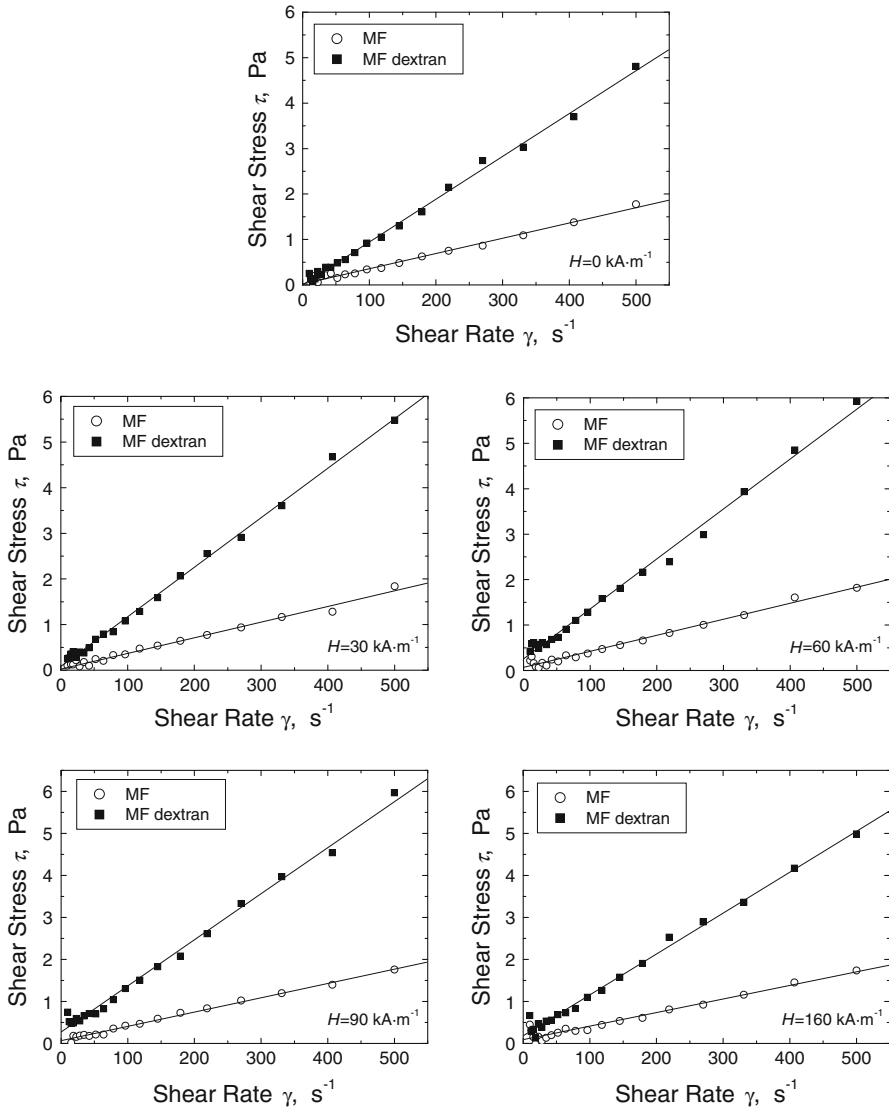 6
5
4
3
2
1
0
Shear Stress τ, Pa
MF
MF dextran
H=0 kA·m-1
0 100 200 300 400 500
Shear Rate γ, s-1
6
5
4
3
2
1
0
Shear Stress τ, Pa
MF
MF dextran
H=30 kA·m-1
0 100 200 300 400 500
Shear Rate γ, s-1
6
5
4
3
2
1
0
Shear Stress τ, Pa
MF
MF dextran
H=60 kA·m-1
0 100 200 300 400 500
Shear Rate γ, s-1
6
5
4
3
2
1
0
Shear Stress τ, Pa
MF
MF dextran
H=90 kA·m-1
0 100 200 300 400 500
Shear Rate γ, s-1
6
5
4
3
2
1
0
Shear Stress τ, Pa
MF
MF dextran
H=160 kA·m-1
0 100 200 300 400 500
Shear Rate γ, s-1